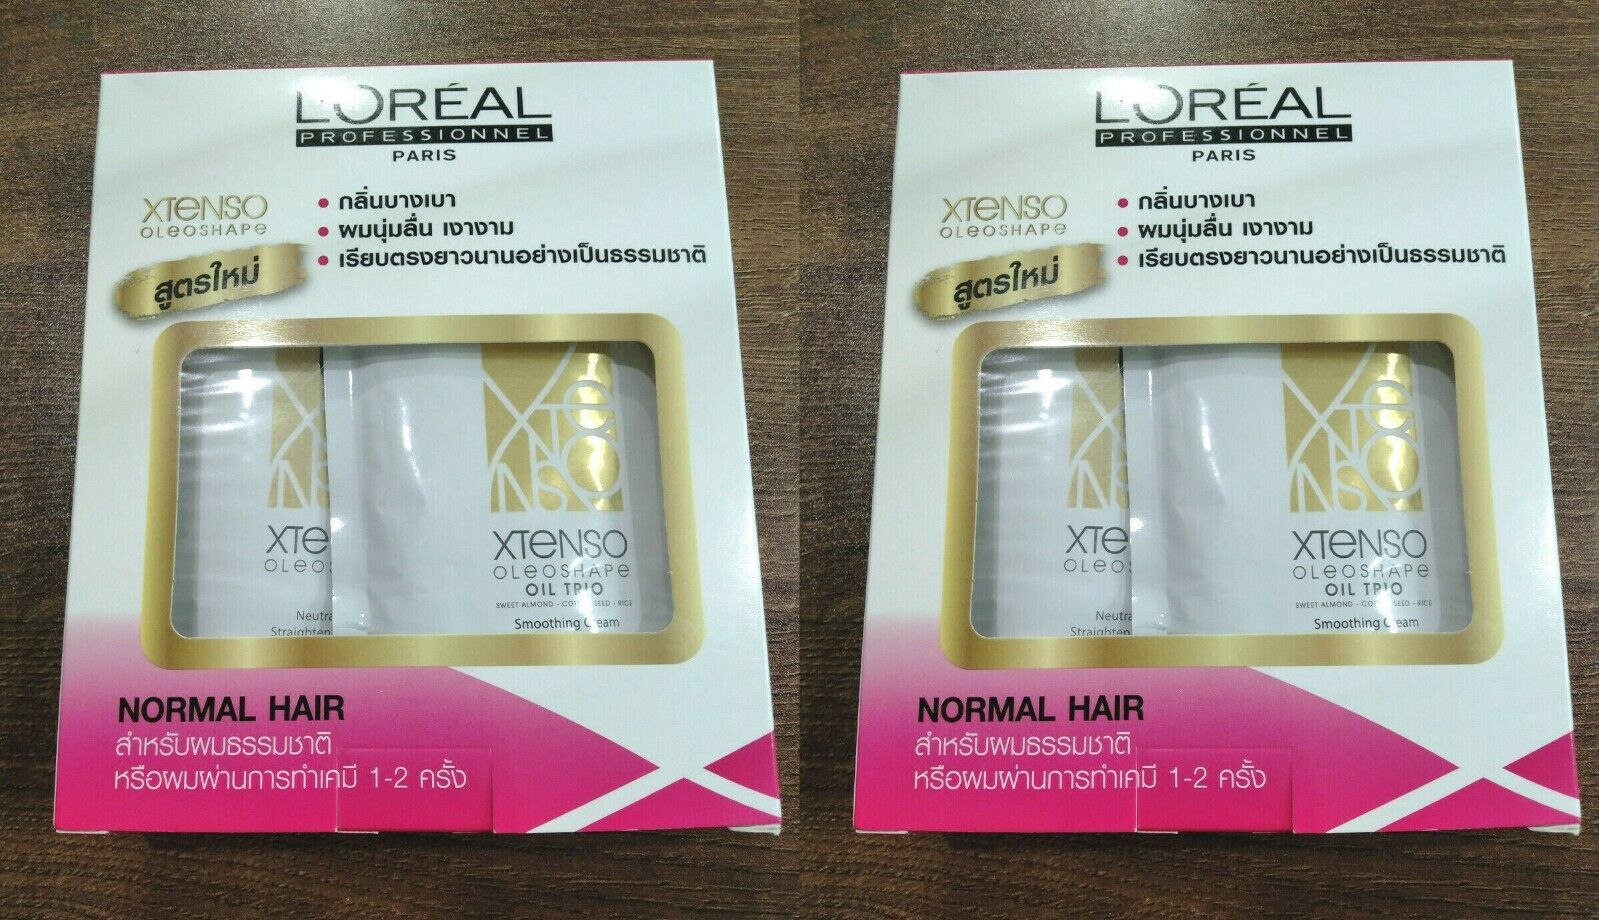 L'ORÉAL
PROFESSIONNEL
PARIS
XTENSO
OLEOSHAPE
สูตรใหม่
• กลิ่นบางเบา
• ผมนุ่มลื่น เงางาม
• เรียบตรงยาวนานอย่างเป็นธรรมชาติ
XTE
OLEOS
Neutra
Straighten
XTENSO
XTENSO
OLEOSHAPE
OIL TRIO
SWEET ALMOND - COTTONSEED - RICE
Smoothing Cream
NORMAL HAIR
สำหรับผมธรรมชาติ
หรือผมผ่านการทำเคมี 1-2 ครั้ง
L'ORÉAL
PROFESSIONNEL
PARIS
XTENSO
OLEOSHAPE
สูตรใหม่
• กลิ่นบางเบา
• ผมนุ่มลื่น เงางาม
• เรียบตรงยาวนานอย่างเป็นธรรมชาติ
XTE
OLEOS
Neutra
Straighten
XTENSO
XTENSO
OLEOSHAPE
OIL TRIO
SWEET ALMOND - COTTONSEED - RICE
Smoothing Cream
NORMAL HAIR
สำหรับผมธรรมชาติ
หรือผมผ่านการทำเคมี 1-2 ครั้ง